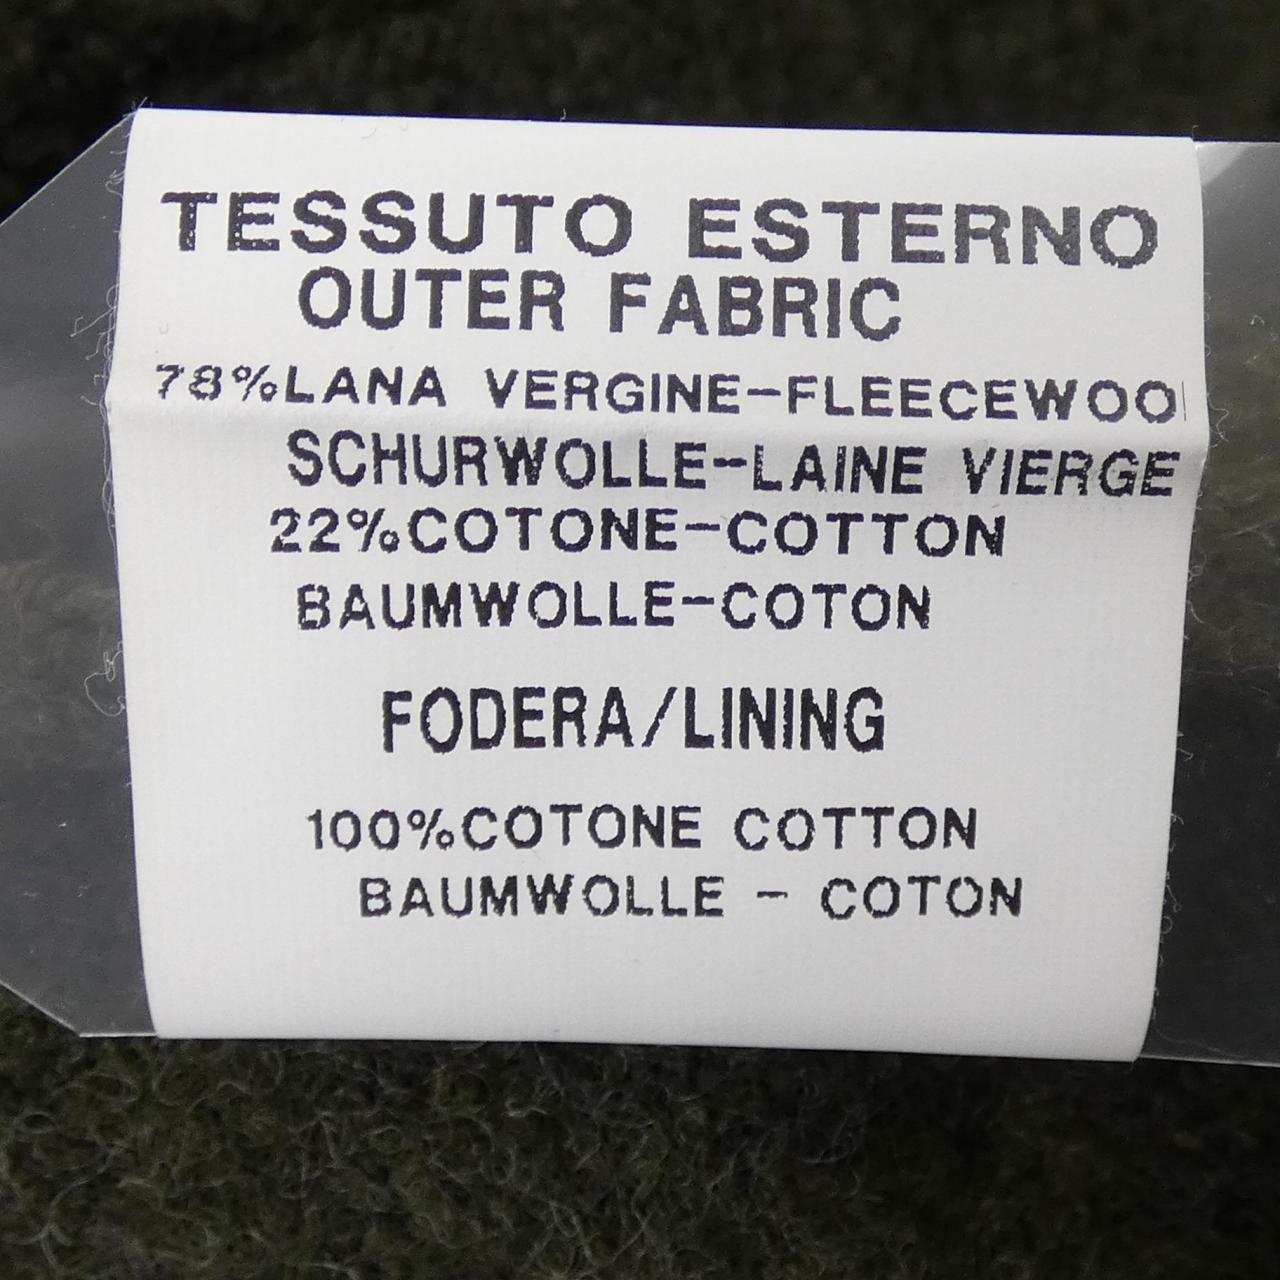 TESSUTO ESTERNO
OUTER FABRIC
78%LANA VERGINE-FLEECEWOO
SCHURWOLLE-LAINE VIERGE
22%COTONE-COTTON
BAUMWOLLE-COTON
FODERA/LINING
100%COTONE COTTON
BAUMWOLLE - COTON